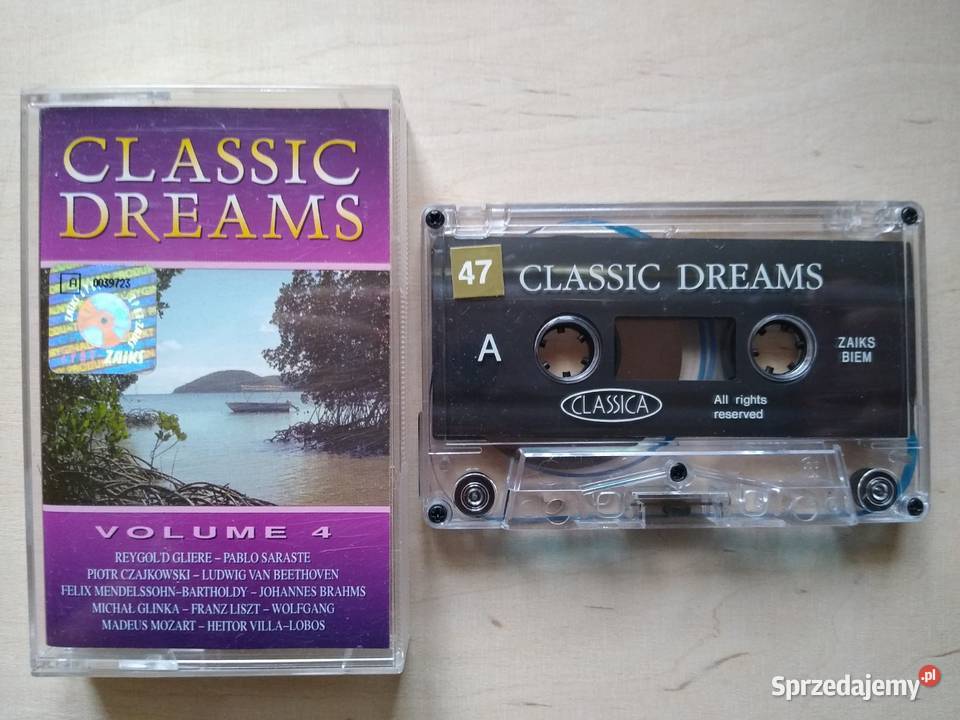 CLASSIC
DREAMS
A 0039723
ZAIKS
VOLUME 4
REYGOL'D GLIERE – PABLO SARASTE
PIOTR CZAJKOWSKI – LUDWIG VAN BEETHOVEN
FELIX MENDELSSOHN–BARTHOLDY – JOHANNES BRAHMS
MICHAŁ GLINKA – FRANZ LISZT – WOLFGANG
MADEUS MOZART – HEITOR VILLA–LOBOS
47 CLASSIC DREAMS
A
ZAIKS
BIEM
CLASSICA
All rights
reserved
Sprzedajemy.pl